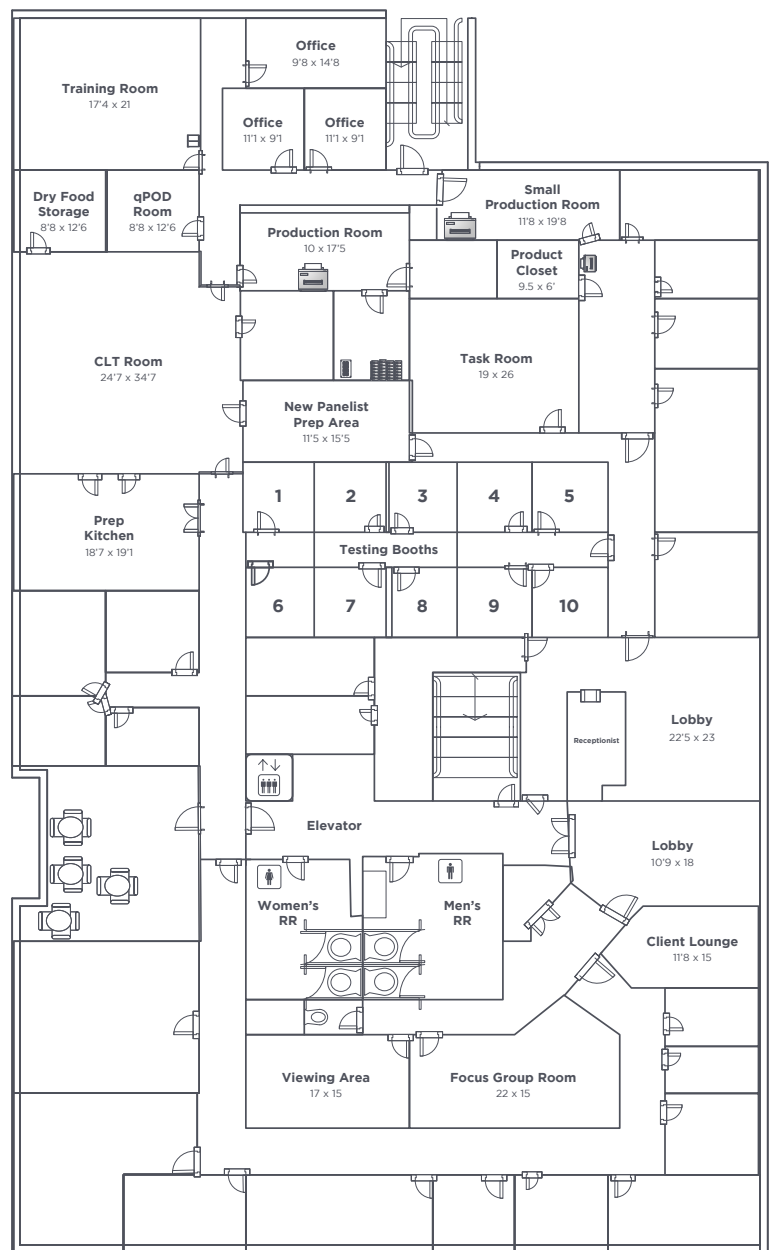 Office
9'8 x 14'8
Training Room
17'4 x 21
Office
11'1 x 9'1
Office
11'1 x 9'1
Dry Food
Storage
8'8 x 12'6
qPOD
Room
8'8 x 12'6
Small
Production Room
11'8 x 19'8
Production Room
10 x 17'5
Product
Closet
9.5 x 6'
CLT Room
24'7 x 34'7
Task Room
19 x 26
New Panelist
Prep Area
11'5 x 15'5
1
2
3
4
5
Prep
Kitchen
18'7 x 19'1
Testing Booths
6
7
8
9
10
Lobby
22'5 x 23
Receptionist
Elevator
Lobby
10'9 x 18
Women's
RR
Men's
RR
Client Lounge
11'8 x 15
Viewing Area
17 x 15
Focus Group Room
22 x 15